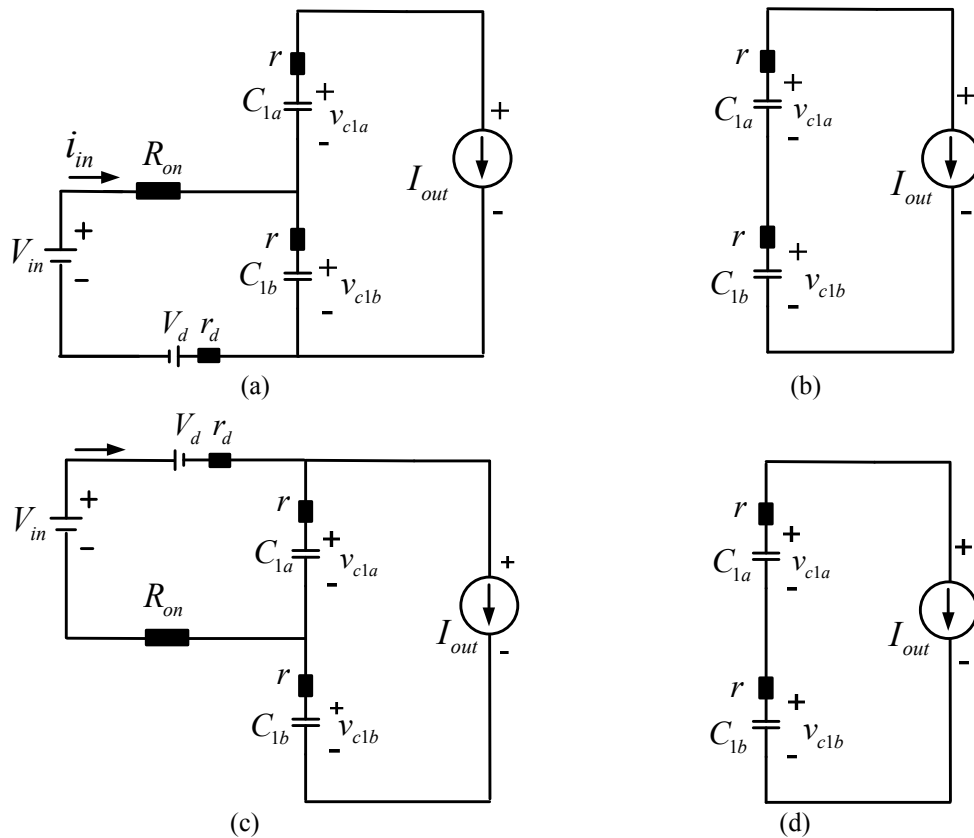 r
C1a
+
vc1a
-
iin
Ron
+
Iout
-
Vin
+
-
r
C1b
+
vc1b
-
Vd rd
(a)
r
C1a
+
vc1a
-
+
Iout
-
r
C1b
+
vc1b
-
(b)
Vd rd
Vin
+
-
r
C1a
+
vc1a
-
Ron
+
Iout
-
r
C1b
+
vc1b
-
(c)
r
C1a
+
vc1a
-
+
Iout
-
r
C1b
+
vc1b
-
(d)